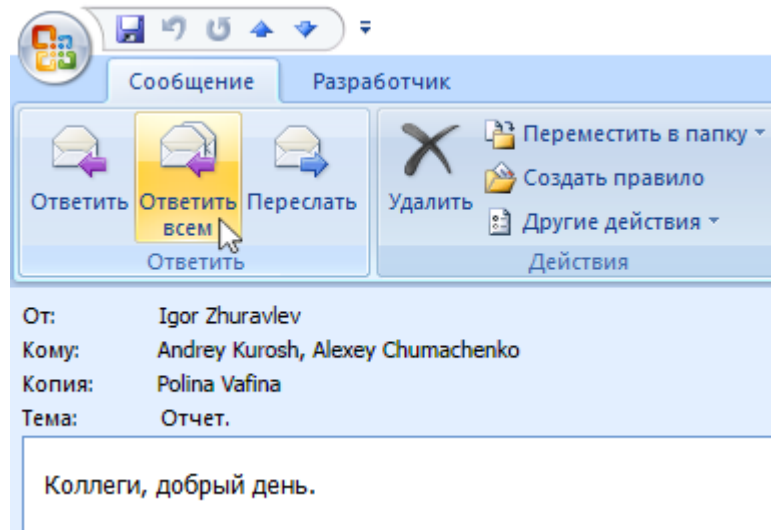 Сообщение Разработчик
Ответить Ответить всем Переслать
Ответить
Удалить
Переместить в папку
Создать правило
Другие действия
Действия
От: Igor Zhuravlev
Кому: Andrey Kurosh, Alexey Chumachenko
Копия: Polina Vafina
Тема: Отчет.
Коллеги, добрый день.